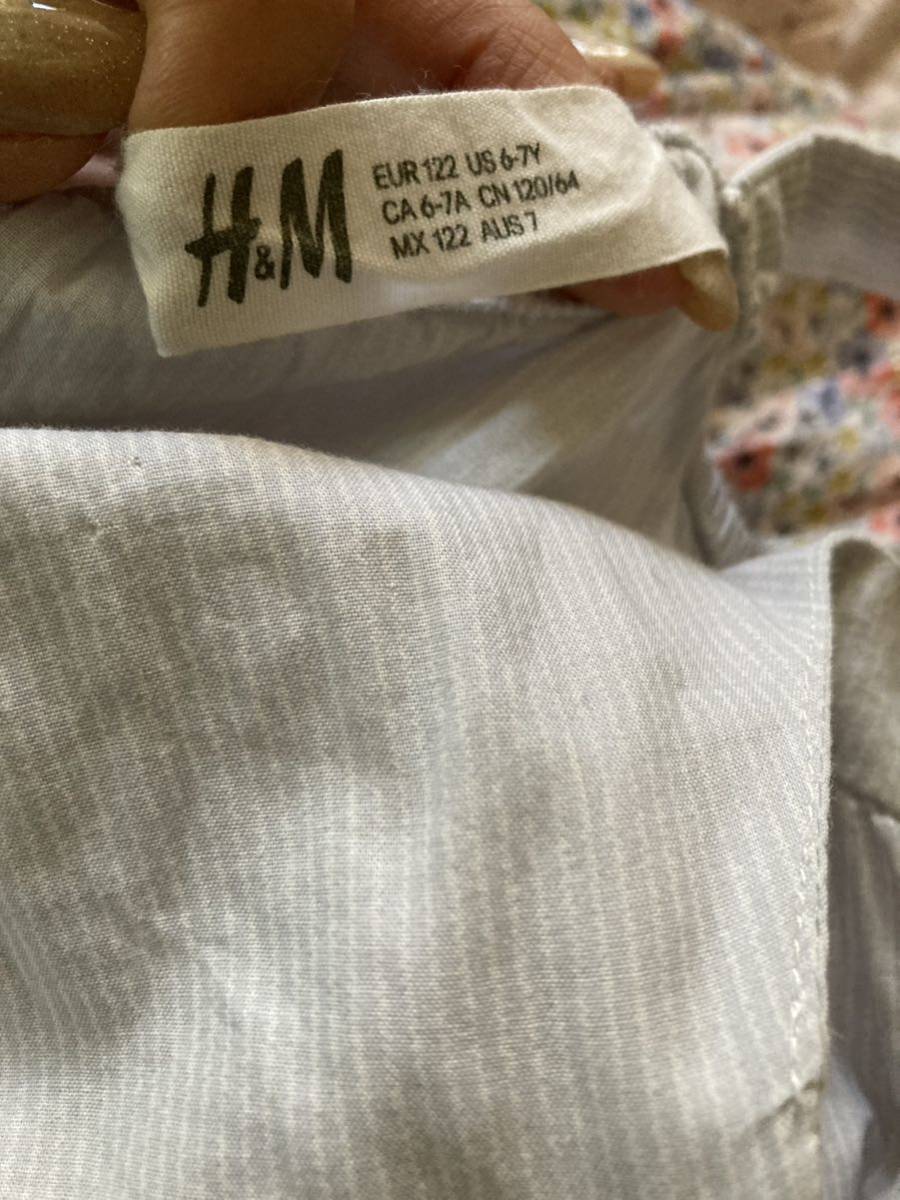 H&M
EUR 122 US 6-7Y
CA 6-7A CN 120/64
MX 122 AUS 7